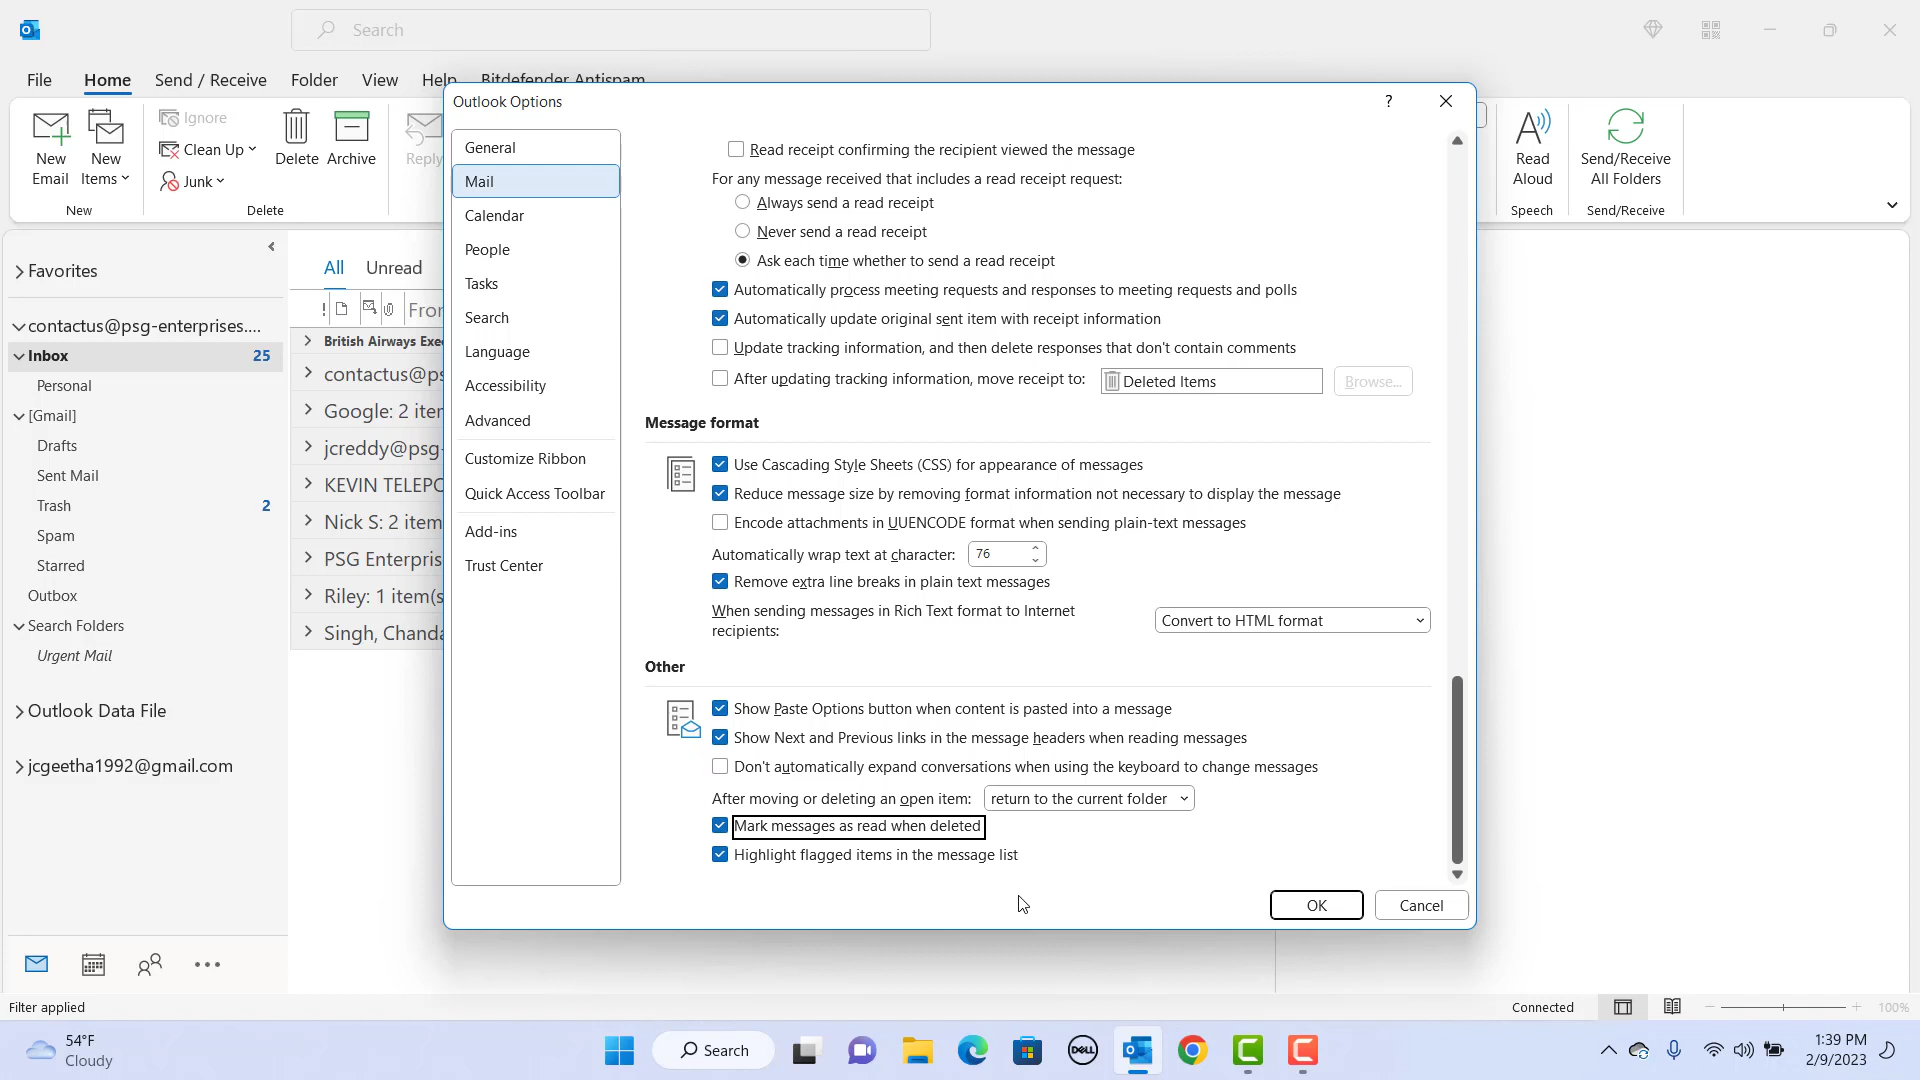 Search
File
Home
Send / Receive
Folder
View
Help
Bitdefender Antispam
New
Email
New
Items
Ignore
Clean Up
Junk
Delete
Archive
Reply
Read
Aloud
Send/Receive
All Folders
New
Delete
Speech
Send/Receive
Favorites
contactus@psg-enterprises....
Inbox 25
Personal
[Gmail]
Drafts
Sent Mail
Trash 2
Spam
Starred
Outbox
Search Folders
Urgent Mail
Outlook Data File
jcgeetha1992@gmail.com
All Unread
British Airways
Google: 2
KEVIN
Nick S: 2 item
PSG
Riley: 1 item(s
Singh,
Outlook Options
?
General
Mail
Calendar
People
Tasks
Search
Language
Accessibility
Advanced
Customize Ribbon
Quick Access Toolbar
Add-ins
Trust Center
Read receipt confirming the recipient viewed the message
For any message received that includes a read receipt request:
Always send a read receipt
Never send a read receipt
Ask each time whether to send a read receipt
Automatically process meeting requests and responses to meeting requests and polls
Automatically update original sent item with receipt information
Update tracking information, and then delete responses that don't contain comments
After updating tracking information, move receipt to: Deleted Items Browse...
Message format
Use Cascading Style Sheets (CSS) for appearance of messages
Reduce message size by removing format information not necessary to display the message
Encode attachments in UUENCODE format when sending plain-text messages
Automatically wrap text at character: 76
Remove extra line breaks in plain text messages
When sending messages in Rich Text format to Internet
recipients:
Convert to HTML format
Other
Show Paste Options button when content is pasted into a message
Show Next and Previous links in the message headers when reading messages
Don't automatically expand conversations when using the keyboard to change messages
After moving or deleting an open item: return to the current folder
Mark messages as read when deleted
Highlight flagged items in the message list
OK
Cancel
Filter applied
Connected
100%
54°F
Cloudy
Search
DELL
1:39 PM
2/9/2023